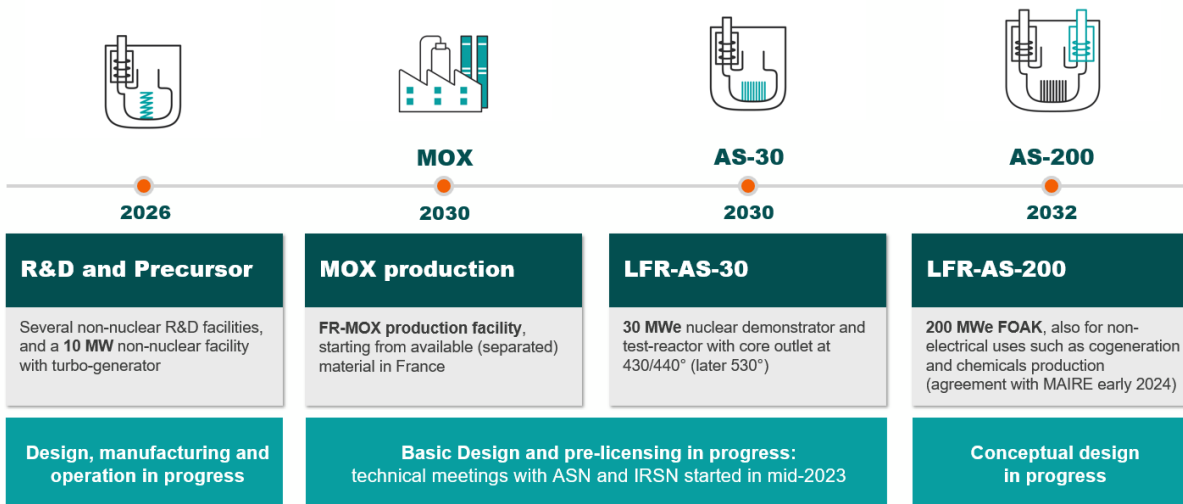 MOX
AS-30
AS-200
2026
2030
2030
2032
R&D and Precursor
Several non-nuclear R&D facilities,
and a 10 MW non-nuclear facility
with turbo-generator
MOX production
FR-MOX production facility,
starting from available (separated)
material in France
LFR-AS-30
30 MWe nuclear demonstrator and
test-reactor with core outlet at
430/440° (later 530°)
LFR-AS-200
200 MWe FOAK, also for non-
electrical uses such as cogeneration
and chemicals production
(agreement with MAIRE early 2024)
Design, manufacturing and
operation in progress
Basic Design and pre-licensing in progress:
technical meetings with ASN and IRSN started in mid-2023
Conceptual design
in progress